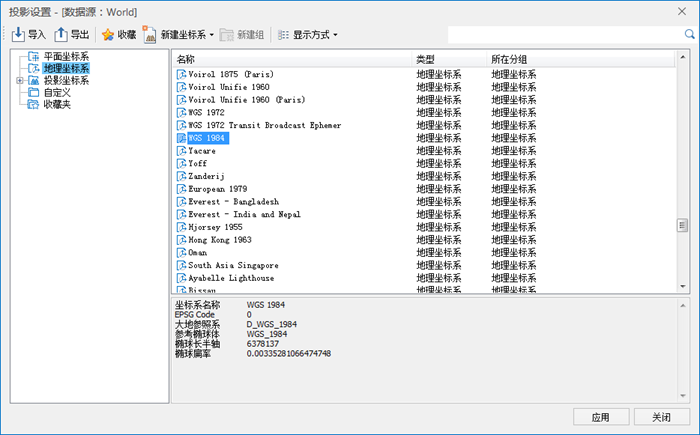 投影设置 - [数据源：World]
导入 导出 收藏 新建坐标系 新建组 显示方式
平面坐标系
地理坐标系
投影坐标系
自定义
收藏夹
名称 类型 所在分组
Voirol 1875 (Paris) 地理坐标系 地理坐标系
Voirol Unifie 1960 地理坐标系 地理坐标系
Voirol Unifie 1960 (Paris) 地理坐标系 地理坐标系
WGS 1972 地理坐标系 地理坐标系
WGS 1972 Transit Broadcast Ephemer 地理坐标系 地理坐标系
WGS 1984 地理坐标系 地理坐标系
Yacare 地理坐标系 地理坐标系
Yoff 地理坐标系 地理坐标系
Zanderij 地理坐标系 地理坐标系
European 1979 地理坐标系 地理坐标系
Everest - Bangladesh 地理坐标系 地理坐标系
Everest - India and Nepal 地理坐标系 地理坐标系
Hjorsey 1955 地理坐标系 地理坐标系
Hong Kong 1963 地理坐标系 地理坐标系
Oman 地理坐标系 地理坐标系
South Asia Singapore 地理坐标系 地理坐标系
Ayabelle Lighthouse 地理坐标系 地理坐标系
Bissau 地理坐标系 地理坐标系
坐标系名称 WGS 1984
EPSG Code 0
大地参照系 D_WGS_1984
参考椭球体 WGS_1984
椭球长半轴 6378137
椭球扁率 0.00335281066474748
应用 关闭